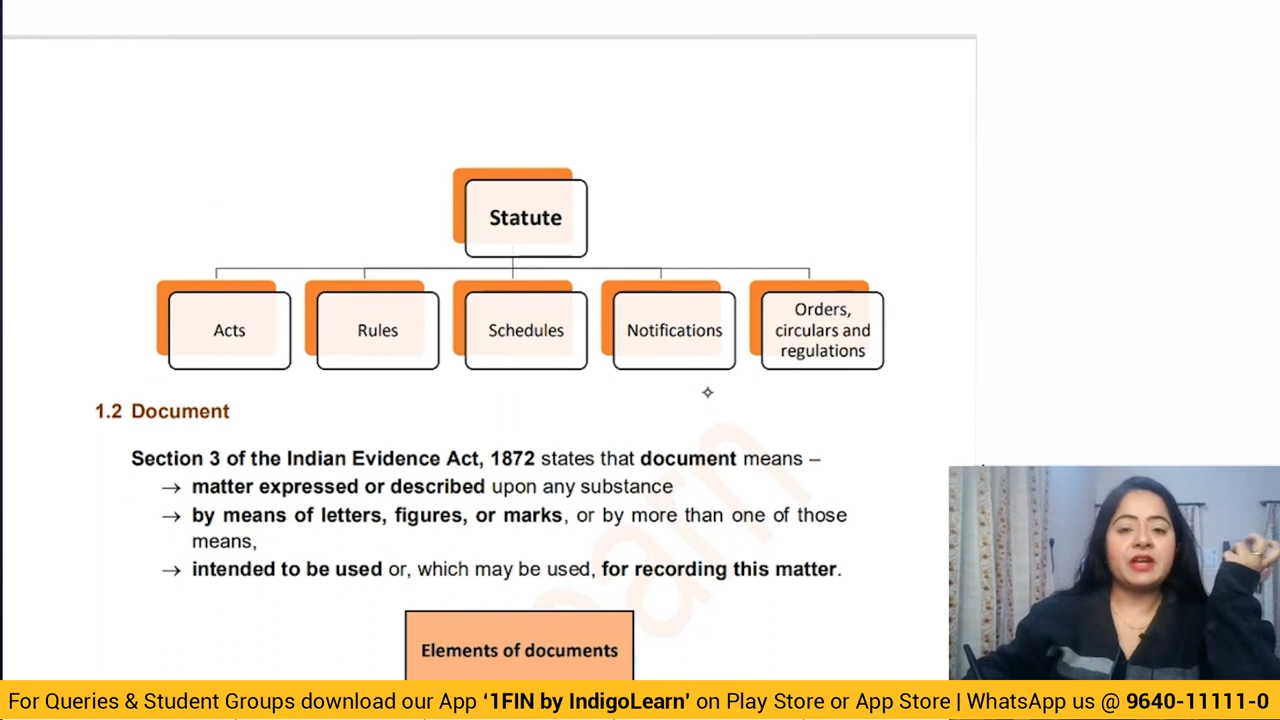 Statute
Acts
Rules
Schedules
Notifications
Orders,
circulars and
regulations
1.2 Document
Section 3 of the Indian Evidence Act, 1872 states that document means –
→ matter expressed or described upon any substance
→ by means of letters, figures, or marks, or by more than one of those
means,
→ intended to be used or, which may be used, for recording this matter.
Elements of documents
For Queries & Student Groups download our App ‘1FIN by IndigoLearn’ on Play Store or App Store | WhatsApp us @ 9640-11111-0